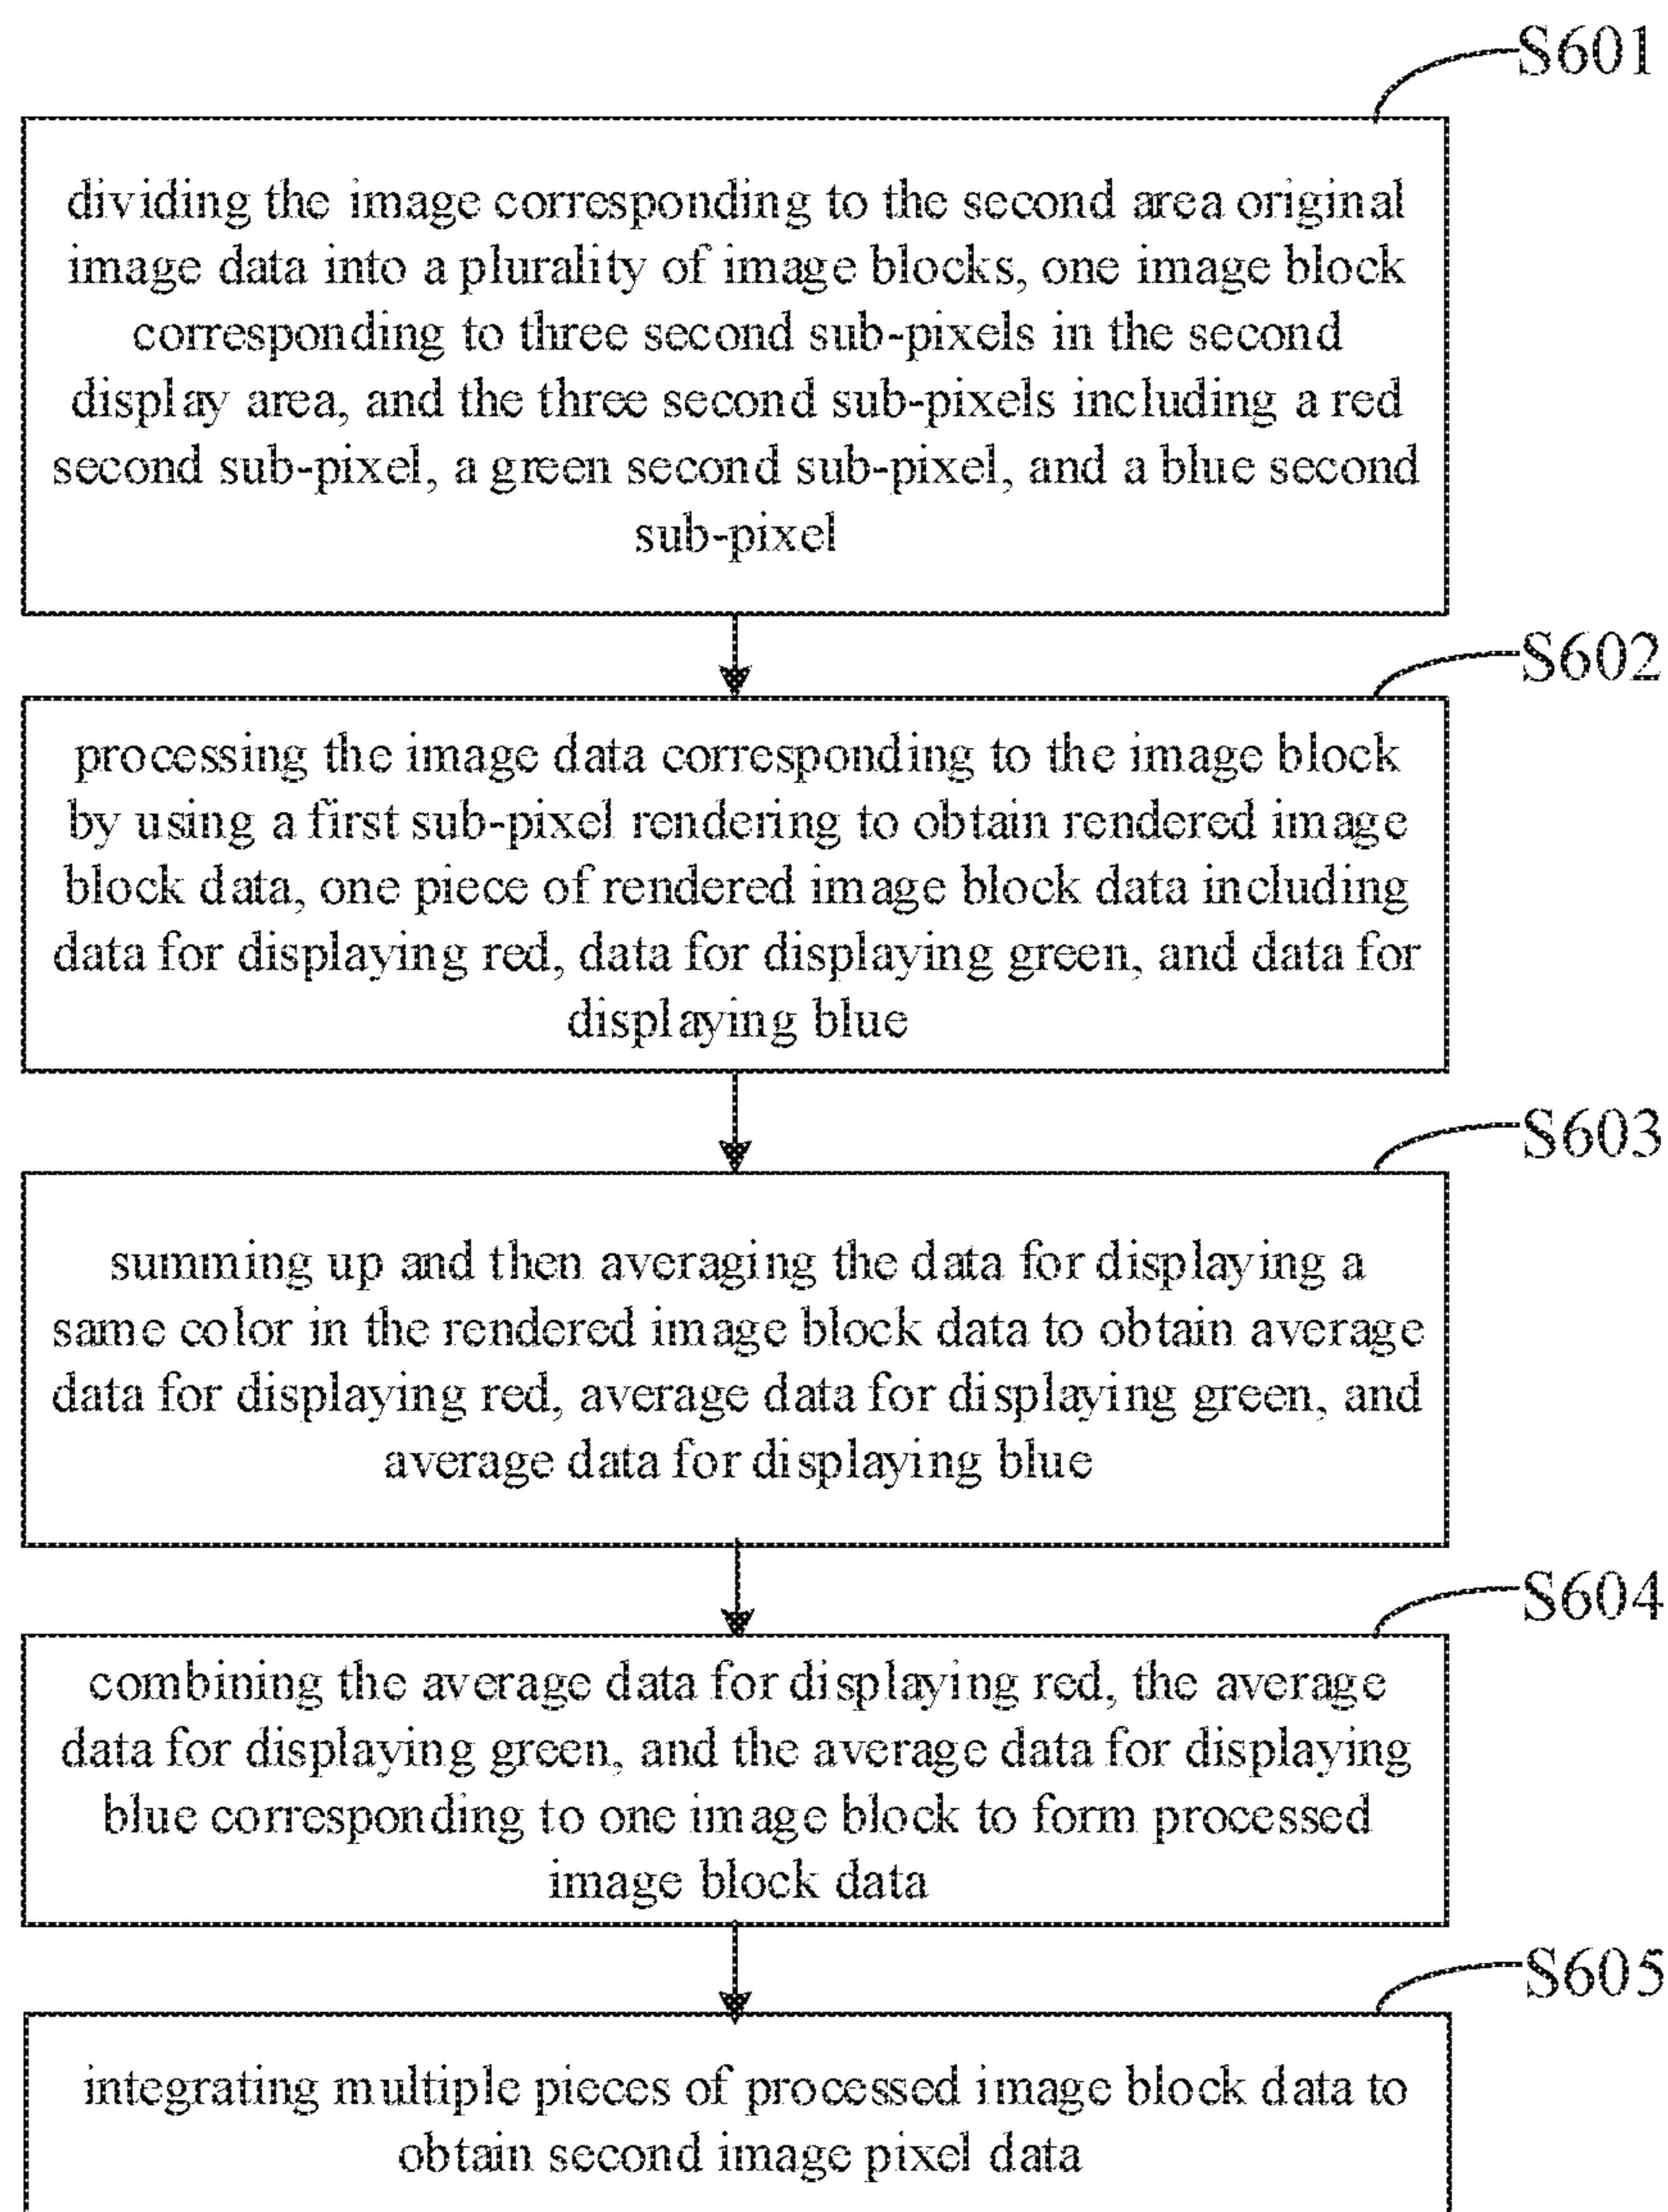 S601
dividing the image corresponding to the second area original
image data into a plurality of image blocks, one image block
corresponding to three second sub-pixels in the second
display area, and the three second sub-pixels including a red
second sub-pixel, a green second sub-pixel, and a blue second
sub-pixel
S602
processing the image data corresponding to the image block
by using a first sub-pixel rendering to obtain rendered image
block data, one piece of rendered image block data including
data for displaying red, data for displaying green, and data for
displaying blue
S603
summing up and then averaging the data for displaying a
same color in the rendered image block data to obtain average
data for displaying red, average data for displaying green, and
average data for displaying blue
S604
combining the average data for displaying red, the average
data for displaying green, and the average data for displaying
blue corresponding to one image block to form processed
image block data
S605
integrating multiple pieces of processed image block data to
obtain second image pixel data